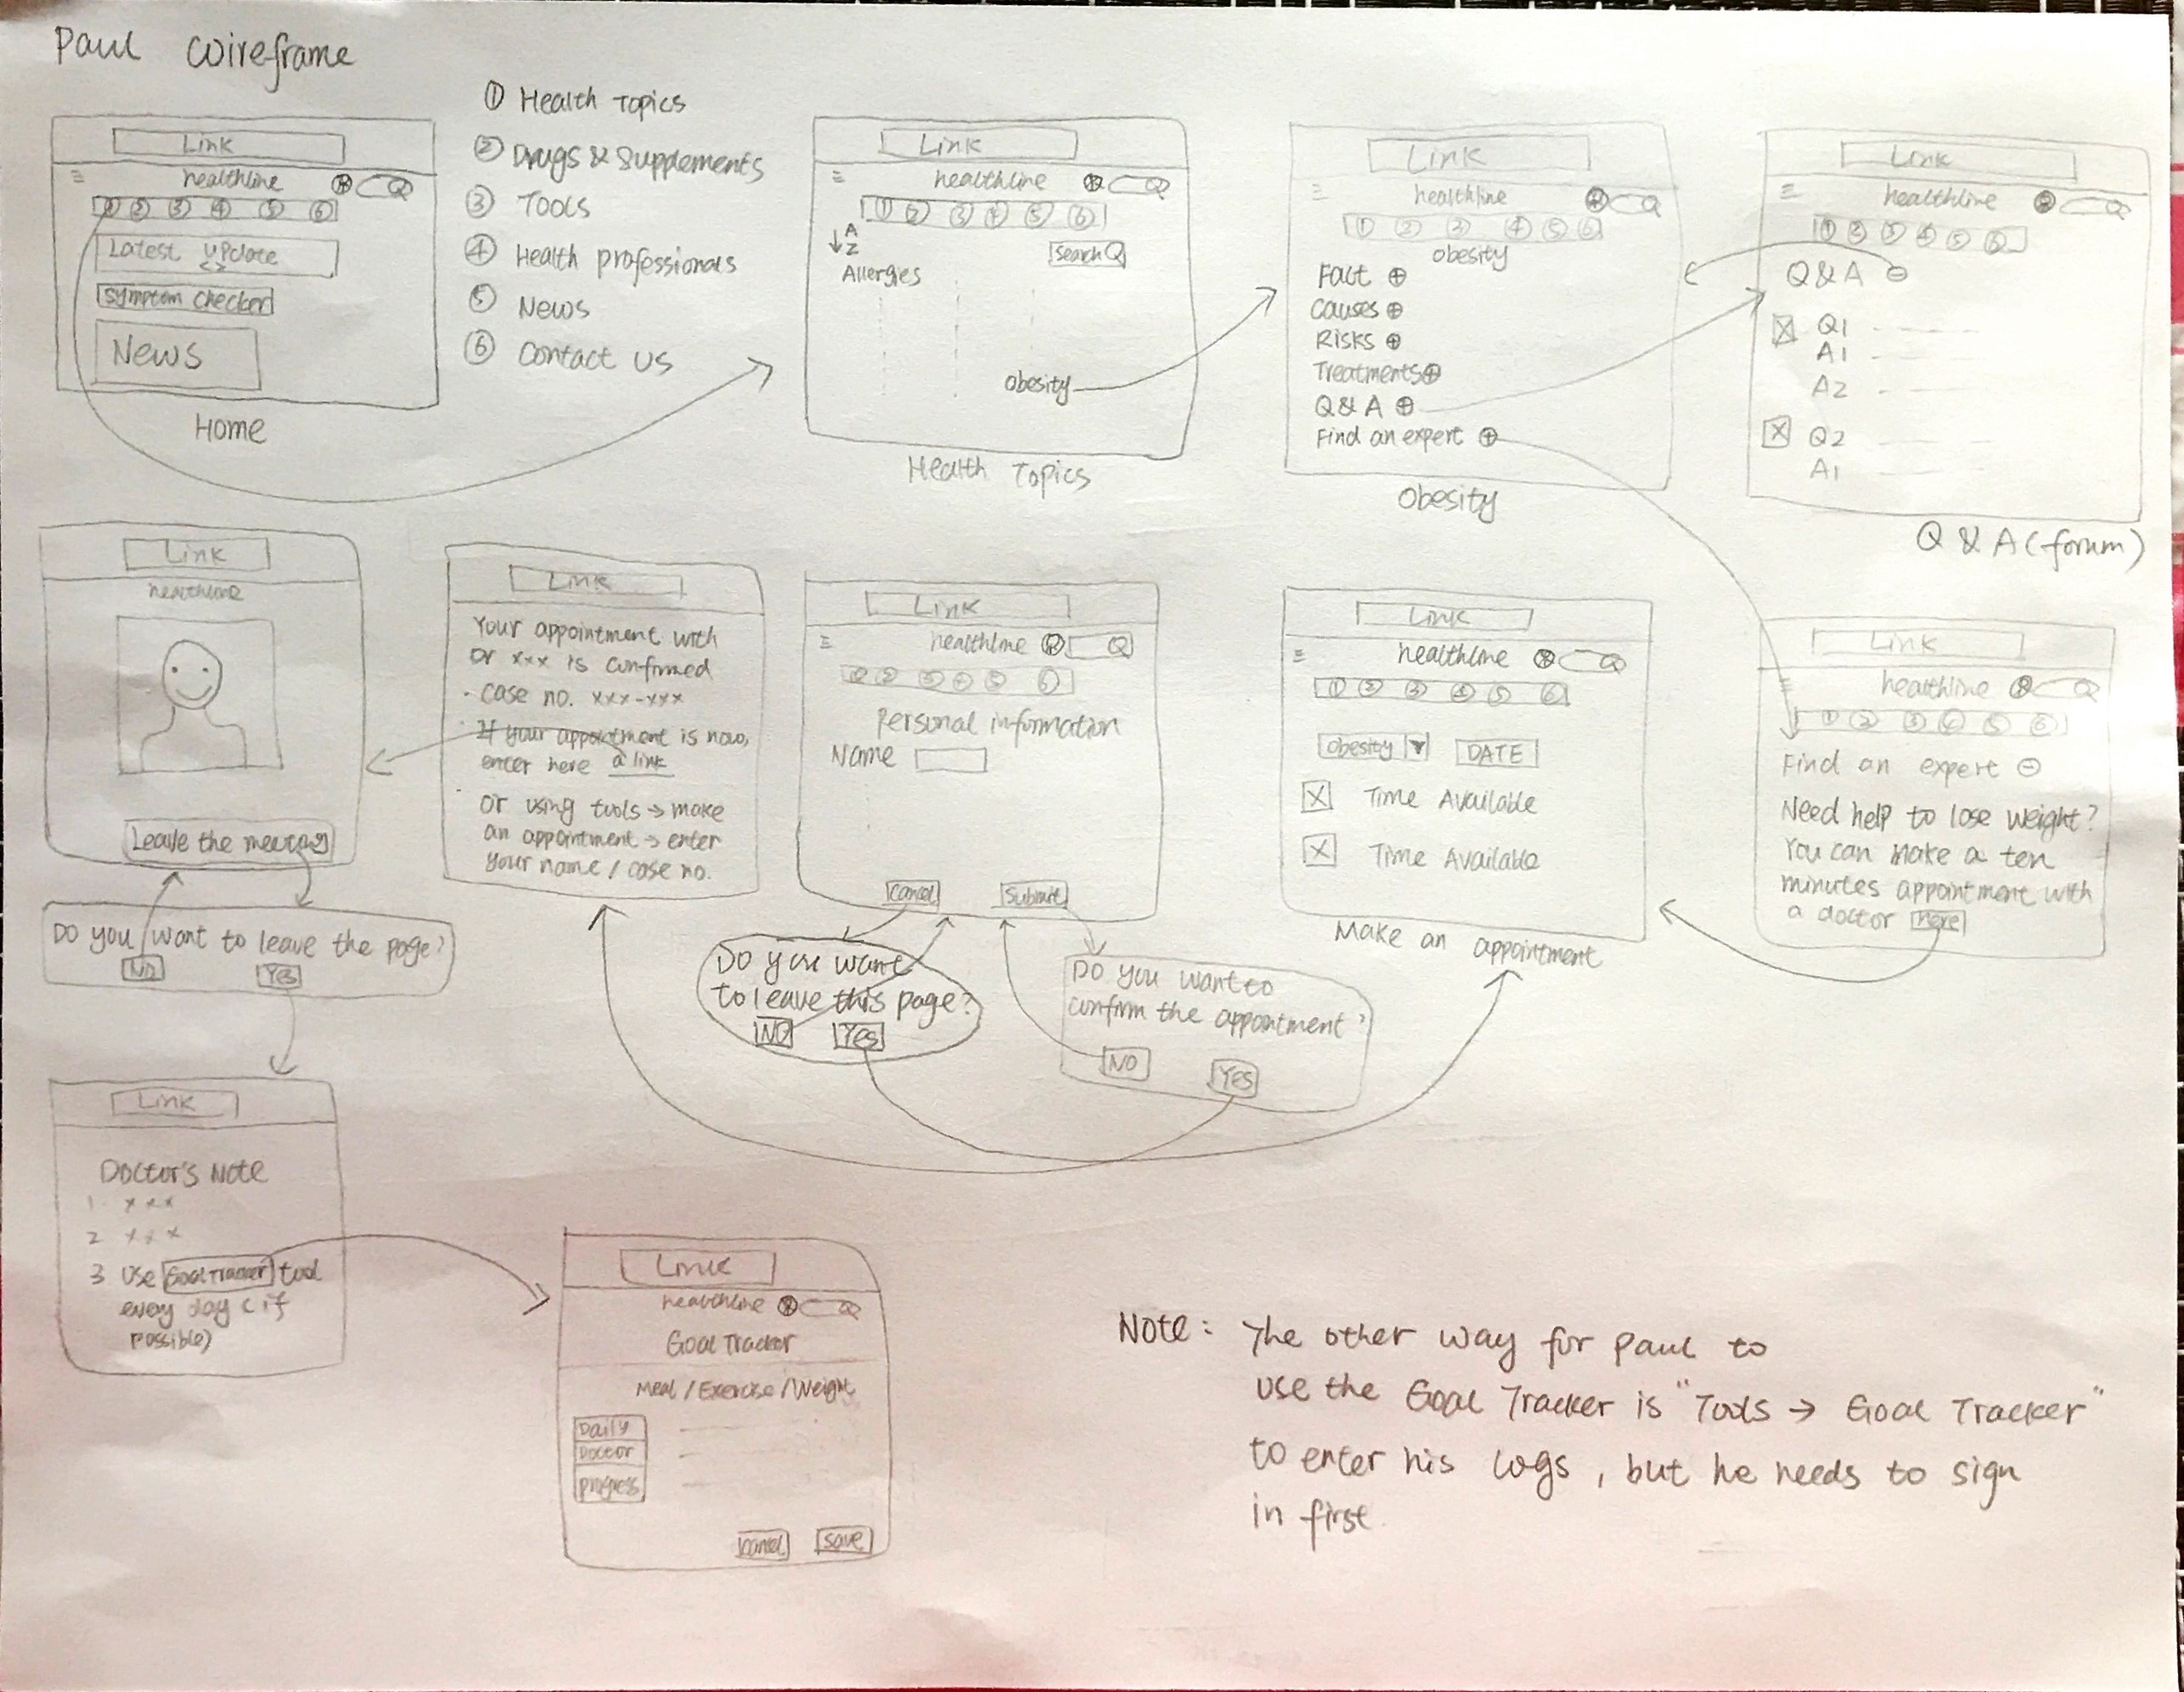 Paul Wireframe
① Health Topics
② Drugs & Supplements
③ Tools
④ Health professionals
⑤ News
⑥ Contact us
Link
healthline
① ② ③ ④ ⑤ ⑥
Latest update
< >
Symptom Checker
News
Home
Link
healthline
① ② ③ ④ ⑤ ⑥
A
Z
Search
Allergies
obesity
Health Topics
Link
healthline
① ② ③ ④ ⑤ ⑥
obesity
Fact ⊕
Causes ⊕
Risks ⊕
Treatments ⊕
Q & A ⊕
Find an expert ⊕
Obesity
Link
healthline
① ② ③ ④ ⑤ ⑥
Q & A ⊖
Q1
A1
A2
Q2
A1
Q & A (forum)
Link
healthline
Leave the meeting
Do you want to leave the page?
NO YES
Link
Your appointment with
Dr xxx is confirmed
- Case no. xxx-xxx
- If your appointment is now,
enter here a link
- or using tools → make
an appointment → enter
your name / case no.
Link
healthline
① ② ③ ④ ⑤ ⑥
Personal information
Name
Cancel Submit
Do you want
to leave this page?
NO YES
Do you want to
confirm the appointment?
NO YES
Link
healthline
① ② ③ ④ ⑤ ⑥
obesity ▼ DATE
X Time Available
X Time Available
Make an appointment
Link
healthline
① ② ③ ④ ⑤ ⑥
Find an expert ⊖
Need help to lose weight?
You can make a ten
minutes appointment with
a doctor here
Link
Doctor's Note
1. xxx
2 xxx
3 Use Goal Tracker tool
every day (if
possible)
Link
healthline
Goal Tracker
Meal / Exercise / Weight
Daily
Doctor
progress
Cancel Save
Note: The other way for Paul to
use the Goal Tracker is "Tools → Goal Tracker"
to enter his logs, but he needs to sign
in first.